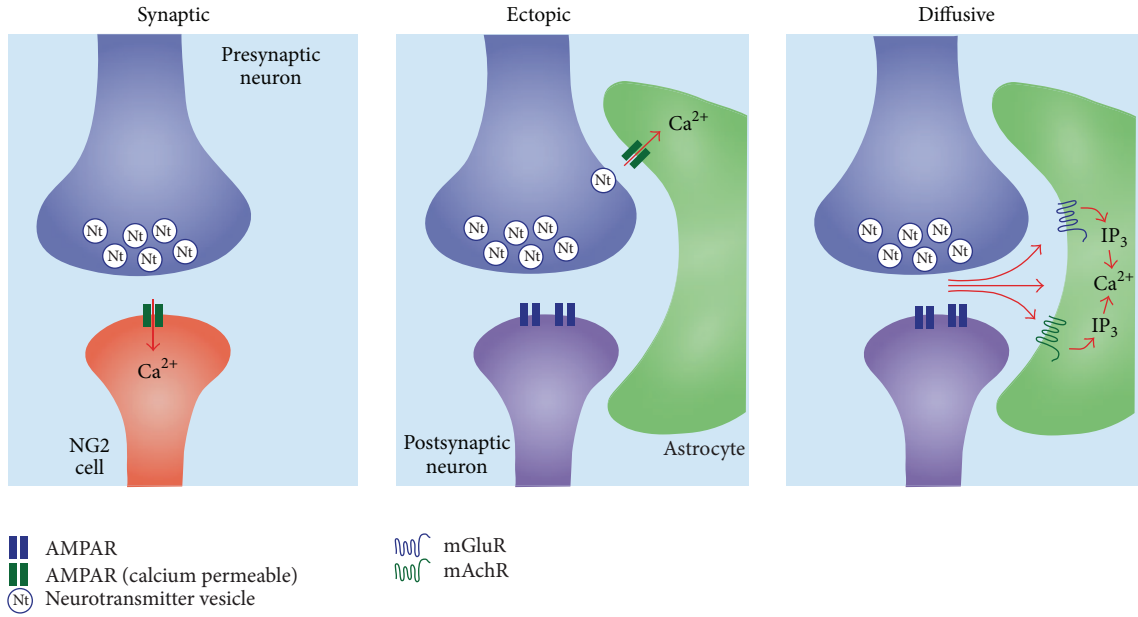 Synaptic
Presynaptic
neuron
Nt
Nt
Nt
Nt
Nt
Nt
Ca²⁺
NG2
cell
Ectopic
Ca²⁺
Nt
Nt
Nt
Nt
Nt
Nt
Nt
Postsynaptic
neuron
Astrocyte
Diffusive
Nt
Nt
Nt
Nt
Nt
Nt
IP₃
Ca²⁺
IP₃
AMPAR
AMPAR (calcium permeable)
Nt Neurotransmitter vesicle
mGluR
mAchR